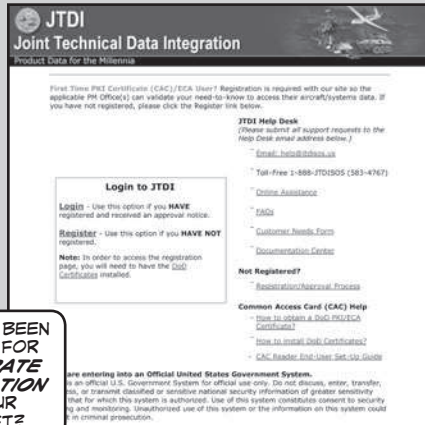 JTDI
Joint Technical Data Integration
Product Data for the Millennia
First Time PKI Certificate (CAC)/ECA User? Registration is required with our site so the
applicable PM Office(s) can validate your need-to-know to access their aircraft/systems data. If
you have not registered, please click the Register link below.
Login to JTDI
Login - Use this option if you HAVE
registered and received an approval notice.
Register - Use this option if you HAVE NOT
registered.
Note: In order to access the registration
page, you will need to have the DoD
Certificates installed.
JTDI Help Desk
(Please submit all support requests to the
Help Desk email address below.)
Email: help@jtdisos.us
Toll-Free 1-888-JTDISOS (583-4767)
Online Assistance
FAQs
Customer Needs Form
Documentation Center
Not Registered?
Registration/Approval Process
Common Access Card (CAC) Help
- How to obtain a DoD PKI/ECA
Certificate?
- How to install DoD Certificates?
- CAC Reader End-User Set-Up Guide
are entering into an Official United States Government System.
is an official U.S. Government System for official use only. Do not discuss, enter, transfer,
or transmit classified or sensitive national security information of greater sensitivity
that for which this system is authorized. Use of this system constitutes consent to security
and monitoring. Unauthorized use of this system or the information on this system could
in criminal prosecution.
BEEN
FOR